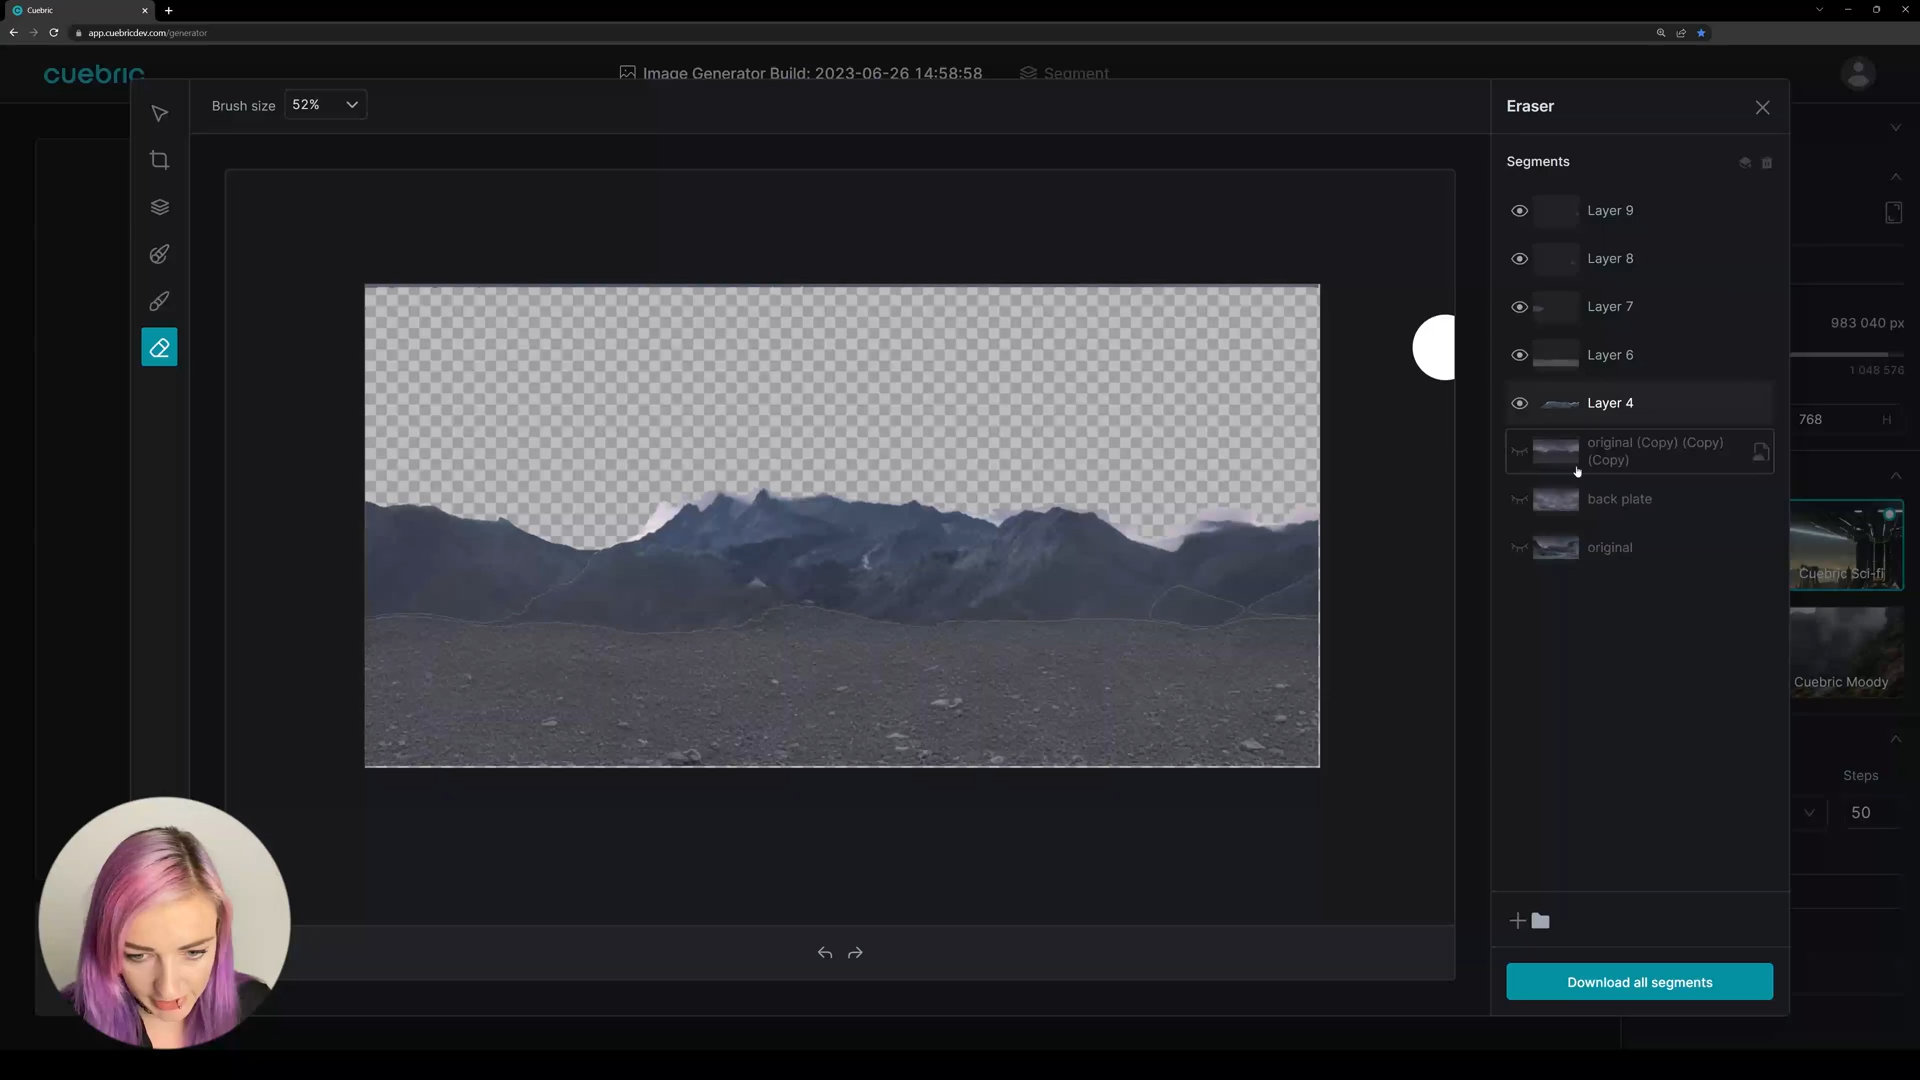 Cuebric
app.cuebricdev.com/generator
cuebric
Image Generator Build: 2023-06-26 14:58:58
Segment
Brush size
52%
Eraser
Segments
Layer 9
Layer 8
Layer 7
Layer 6
Layer 4
original (Copy) (Copy)
(Copy)
back plate
original
Download all segments
983 040 px
1 048 576
768
H
Cuebric Sci-fi
Cuebric Moody
Steps
50